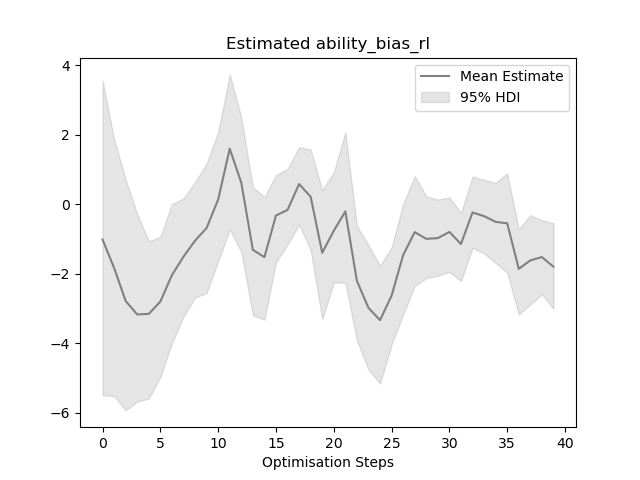 Estimated ability_bias_rl
Mean Estimate
95% HDI
4
2
0
−2
−4
−6
0 5 10 15 20 25 30 35 40
Optimisation Steps